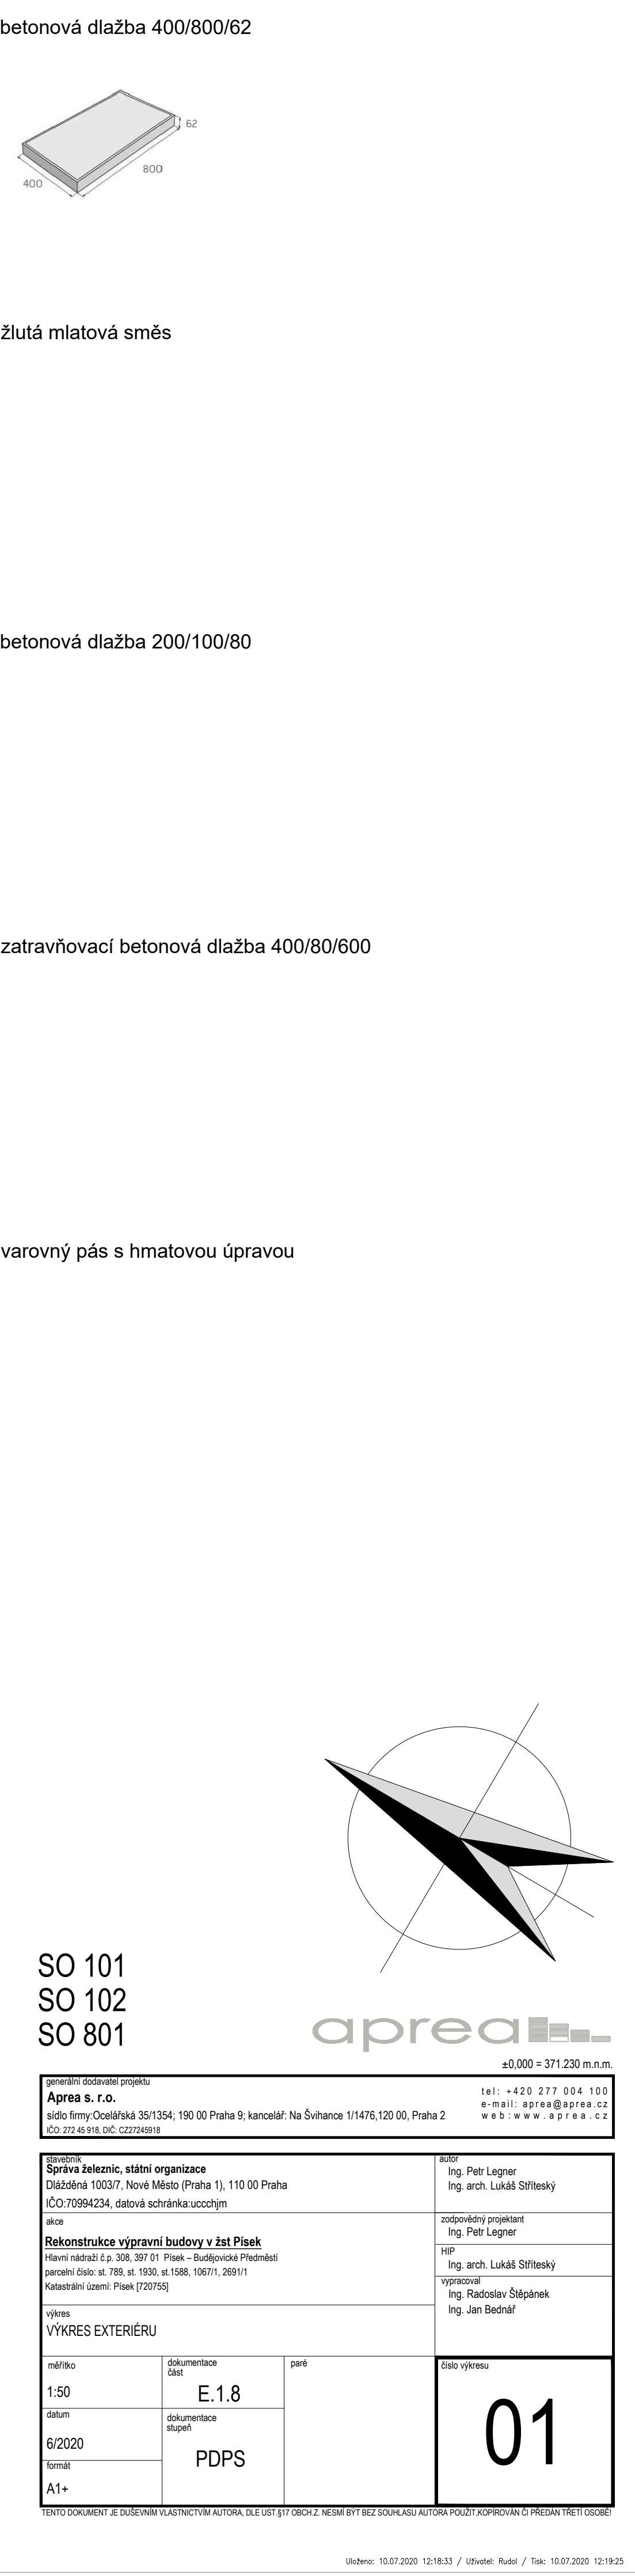 betonová dlažba 400/800/62
62
800
400
žlutá mlatová směs
betonová dlažba 200/100/80
zatravňovací betonová dlažba 400/80/600
varovný pás s hmatovou úpravou
SO 101
SO 102
SO 801
aprea
±0,000 = 371.230 m.n.m.
generální dodavatel projektu
Aprea s. r.o.
sídlo firmy:Ocelářská 35/1354; 190 00 Praha 9; kancelář: Na Švihance 1/1476,120 00, Praha 2
IČO: 272 45 918, DIČ: CZ27245918
tel: +420 277 004 100
e-mail: aprea@aprea.cz
web:www.aprea.cz
stavebník
Správa železnic, státní organizace
Dlážděná 1003/7, Nové Město (Praha 1), 110 00 Praha
IČO:70994234, datová schránka:uccchjm
autor
Ing. Petr Legner
Ing. arch. Lukáš Stříteský
akce
Rekonstrukce výpravní budovy v žst Písek
Hlavní nádraží č.p. 308, 397 01 Písek – Budějovické Předměstí
parcelní číslo: st. 789, st. 1930, st.1588, 1067/1, 2691/1
Katastrální území: Písek [720755]
zodpovědný projektant
Ing. Petr Legner
HIP
Ing. arch. Lukáš Stříteský
vypracoval
Ing. Radoslav Štěpánek
Ing. Jan Bednář
výkres
VÝKRES EXTERIÉRU
měřítko
1:50
dokumentace
část
E.1.8
paré
číslo výkresu
01
datum
6/2020
dokumentace
stupeň
PDPS
formát
A1+
TENTO DOKUMENT JE DUŠEVNÍM VLASTNICTVÍM AUTORA, DLE UST.§17 OBCH.Z. NESMÍ BÝT BEZ SOUHLASU AUTORA POUŽIT,KOPÍROVÁN ČI PŘEDÁN TŘETÍ OSOBĚ!
Uloženo: 10.07.2020 12:18:33 / Uživatel: Rudol / Tisk: 10.07.2020 12:19:25